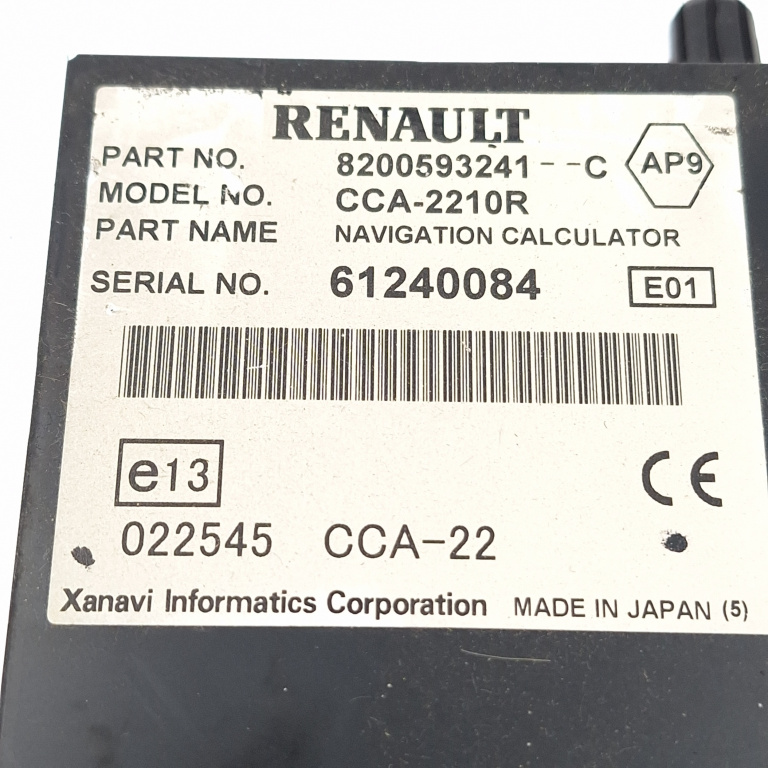 RENAULT
PART NO. 8200593241--C AP9
MODEL NO. CCA-2210R
PART NAME NAVIGATION CALCULATOR
SERIAL NO. 61240084 E01
e13 CE
022545 CCA-22
Xanavi Informatics Corporation MADE IN JAPAN (5)